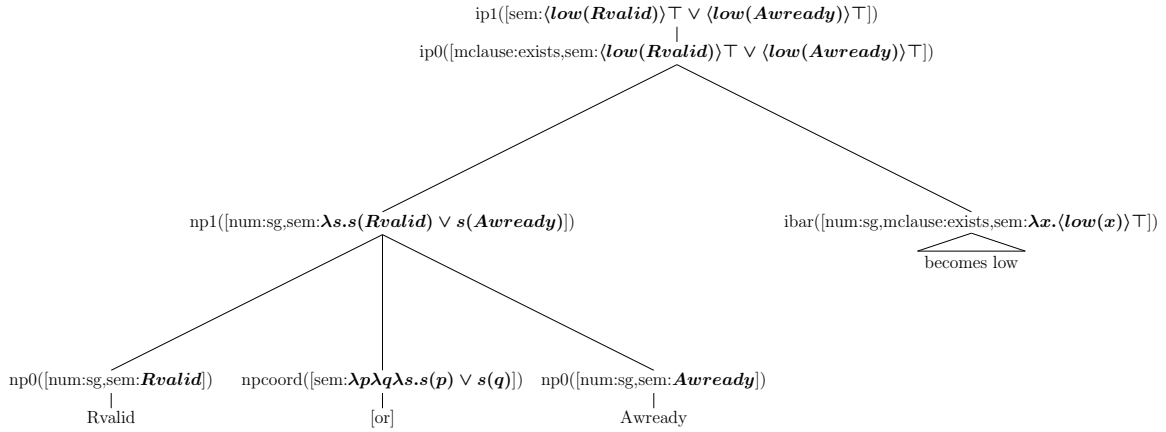 ip1([sem:⟨low(Rvalid)⟩⊤ ∨ ⟨low(Awready)⟩⊤])
ip0([mclause:exists,sem:⟨low(Rvalid)⟩⊤ ∨ ⟨low(Awready)⟩⊤])
np1([num:sg,sem:λs.s(Rvalid) ∨ s(Awready)])
ibar([num:sg,mclause:exists,sem:λx.⟨low(x)⟩⊤])
becomes low
np0([num:sg,sem:Rvalid])
npcoord([sem:λpλqλs.s(p) ∨ s(q)])
np0([num:sg,sem:Awready])
Rvalid
[or]
Awready